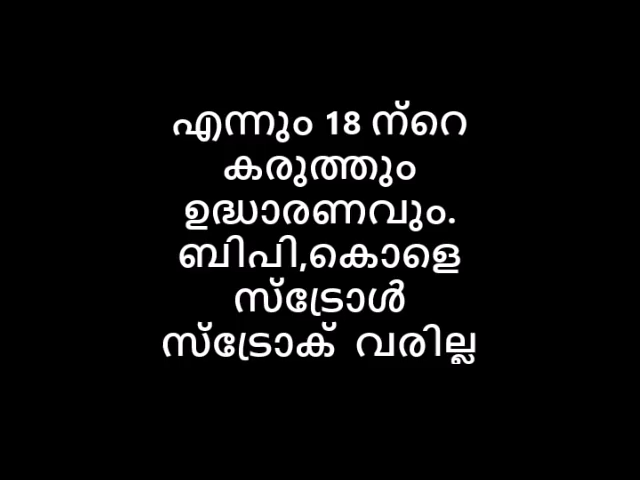 എന്നും 18 ന്റെ
കരുത്തും
ഉദ്ധാരണവും.
ബിപി,കൊളെ
സ്ട്രോൾ
സ്ട്രോക് വരില്ല